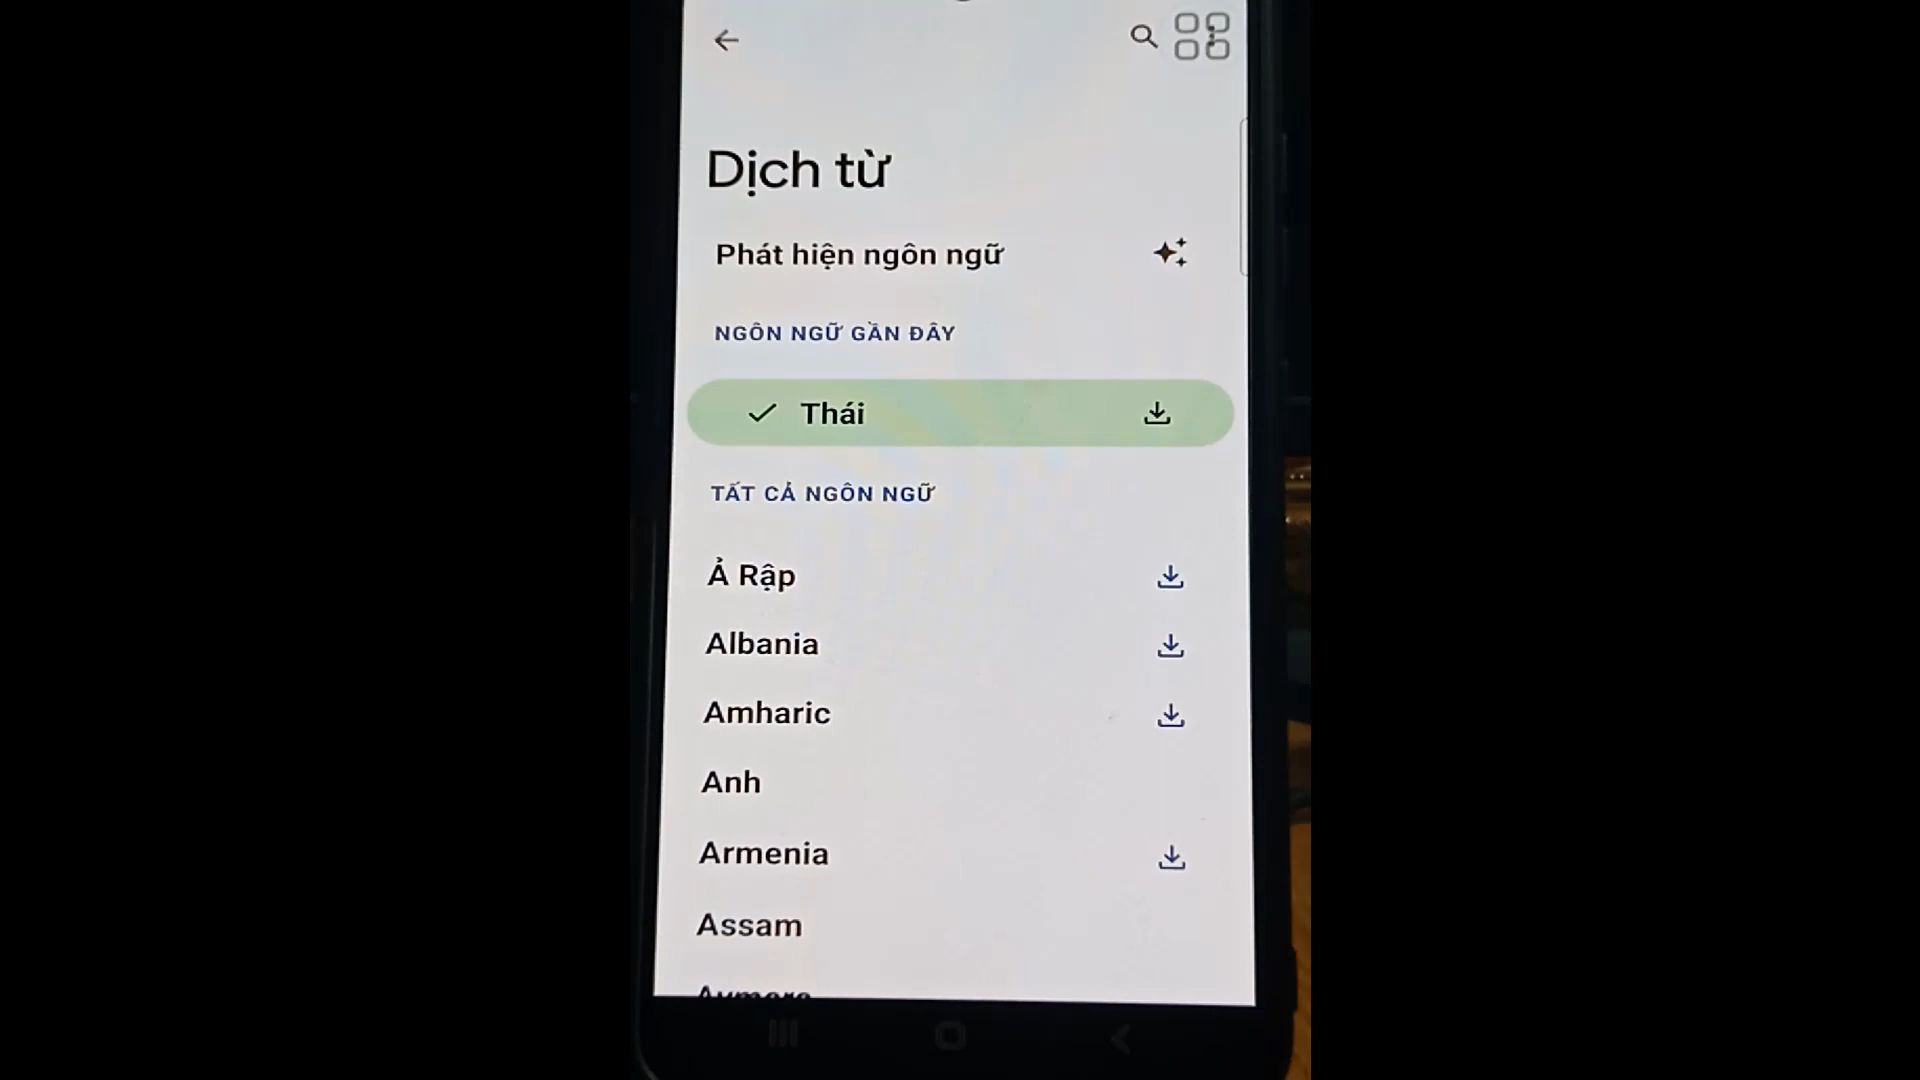 Dịch từ
Phát hiện ngôn ngữ
NGÔN NGỮ GẦN ĐÂY
Thái
TẤT CẢ NGÔN NGỮ
Ả Rập
Albania
Amharic
Anh
Armenia
Assam